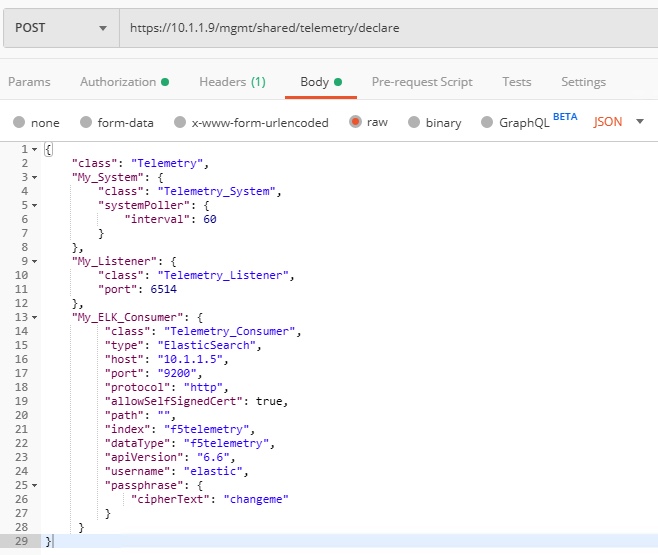 POST https://10.1.1.9/mgmt/shared/telemetry/declare
Params Authorization Headers (1) Body Pre-request Script Tests Settings
none form-data x-www-form-urlencoded raw binary GraphQL BETA JSON
1 {
2 "class": "Telemetry",
3 "My_System": {
4 "class": "Telemetry_System",
5 "systemPoller": {
6 "interval": 60
7 }
8 },
9 "My_Listener": {
10 "class": "Telemetry_Listener",
11 "port": 6514
12 },
13 "My_ELK_Consumer": {
14 "class": "Telemetry_Consumer",
15 "type": "ElasticSearch",
16 "host": "10.1.1.5",
17 "port": "9200",
18 "protocol": "http",
19 "allowSelfSignedCert": true,
20 "path": "",
21 "index": "f5telemetry",
22 "dataType": "f5telemetry",
23 "apiVersion": "6.6",
24 "username": "elastic",
25 "passphrase": {
26 "cipherText": "changeme"
27 }
28 }
29 }